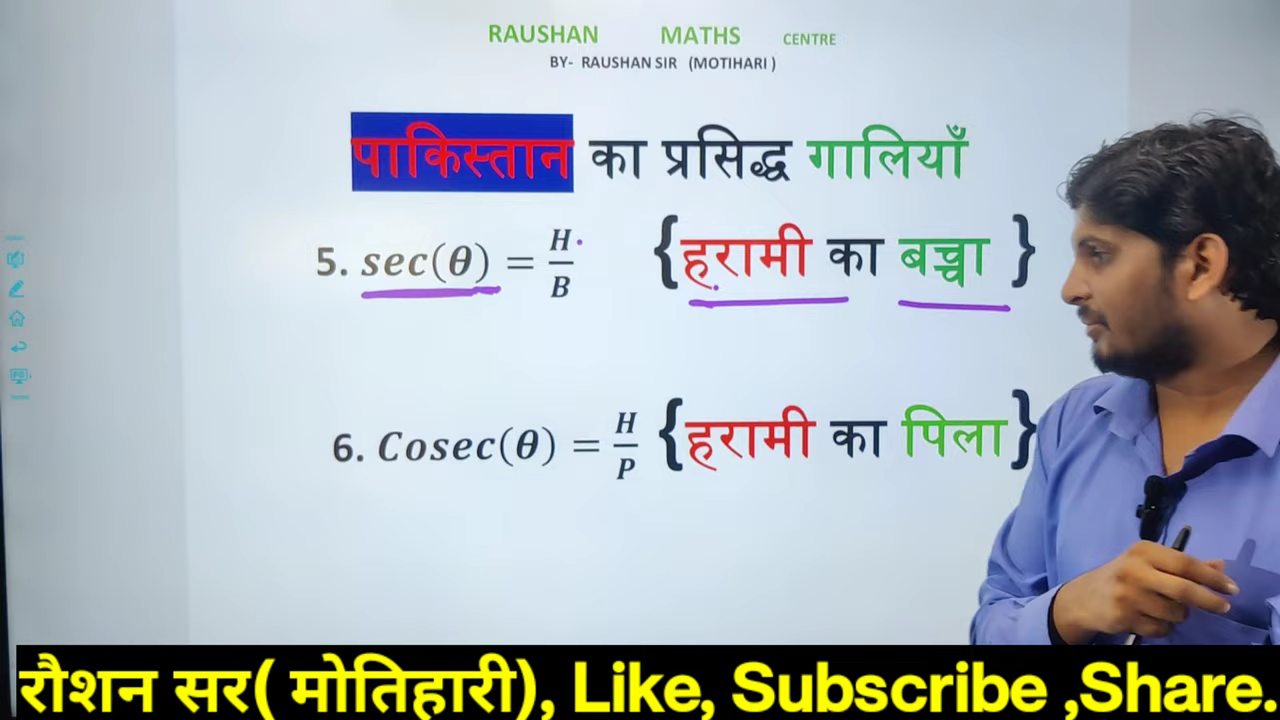 RAUSHAN MATHS CENTRE
BY- RAUSHAN SIR (MOTIHARI )
पाकिस्तान का प्रसिद्ध गालियाँ
5. sec(θ) = H/B {हरामी का बच्चा }
6. Cosec(θ) = H/P {हरामी का पिला}
रौशन सर( मोतिहारी), Like, Subscribe ,Share.